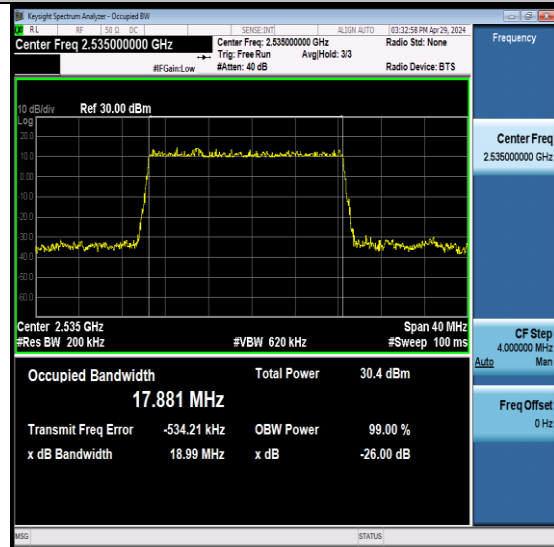 Keysight Spectrum Analyzer - Occupied BW
RL RF 50 Ω DC SENSE:INT ALIGN AUTO 03:32:58 PM Apr 29, 2024
Center Freq 2.535000000 GHz
Center Freq: 2.535000000 GHz
Radio Std: None
Trig: Free Run Avg|Hold: 3/3
#IFGain:Low
#Atten: 40 dB
Radio Device: BTS
Frequency
10 dB/div Ref 30.00 dBm
Log
20.0
10.0
0.00
-10.0
-20.0
-30.0
-40.0
-50.0
-60.0
Center 2.535 GHz Span 40 MHz
#Res BW 200 kHz #VBW 620 kHz #Sweep 100 ms
Occupied Bandwidth Total Power 30.4 dBm
17.881 MHz
Transmit Freq Error -534.21 kHz OBW Power 99.00 %
x dB Bandwidth 18.99 MHz x dB -26.00 dB
Center Freq
2.535000000 GHz
CF Step
4.000000 MHz
Auto Man
Freq Offset
0 Hz
MSG STATUS